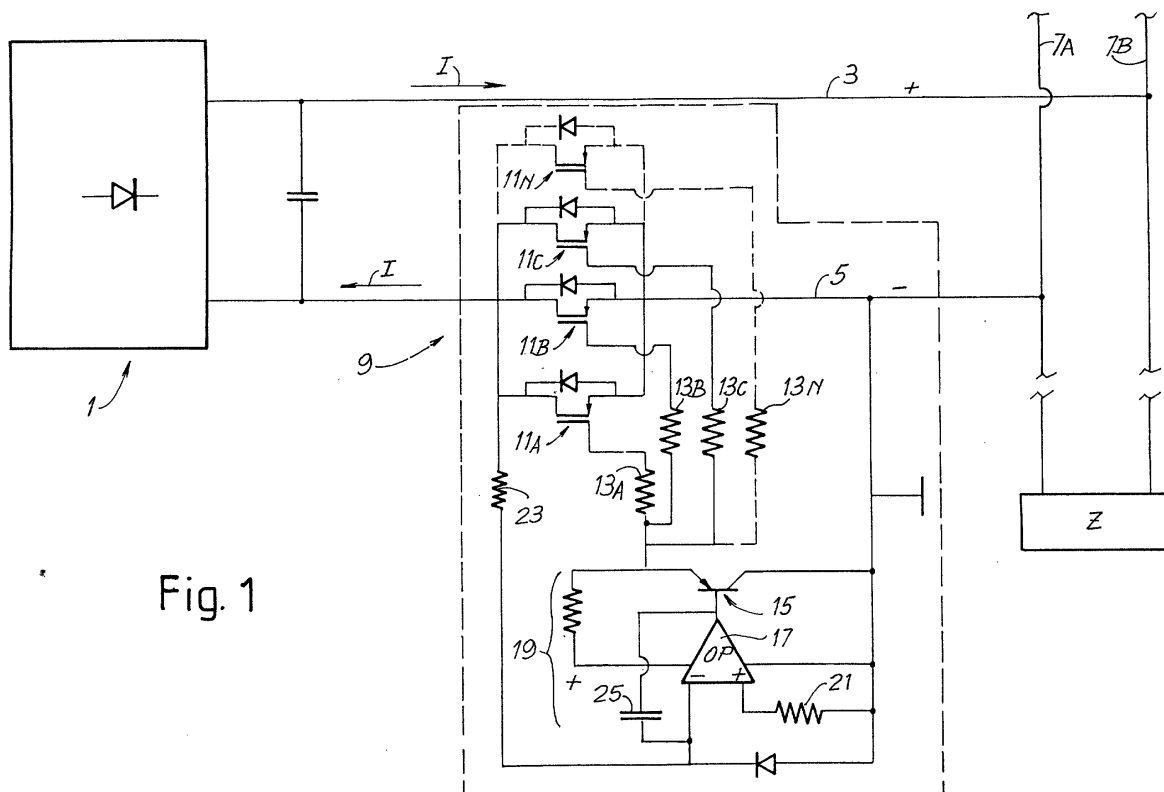 7A
7B
I
3
+
11N
11C
I
5
-
11B
9
1
13B
13C
13N
11A
13A
23
Z
Fig. 1
15
17
19
OP
+
-
+
21
25